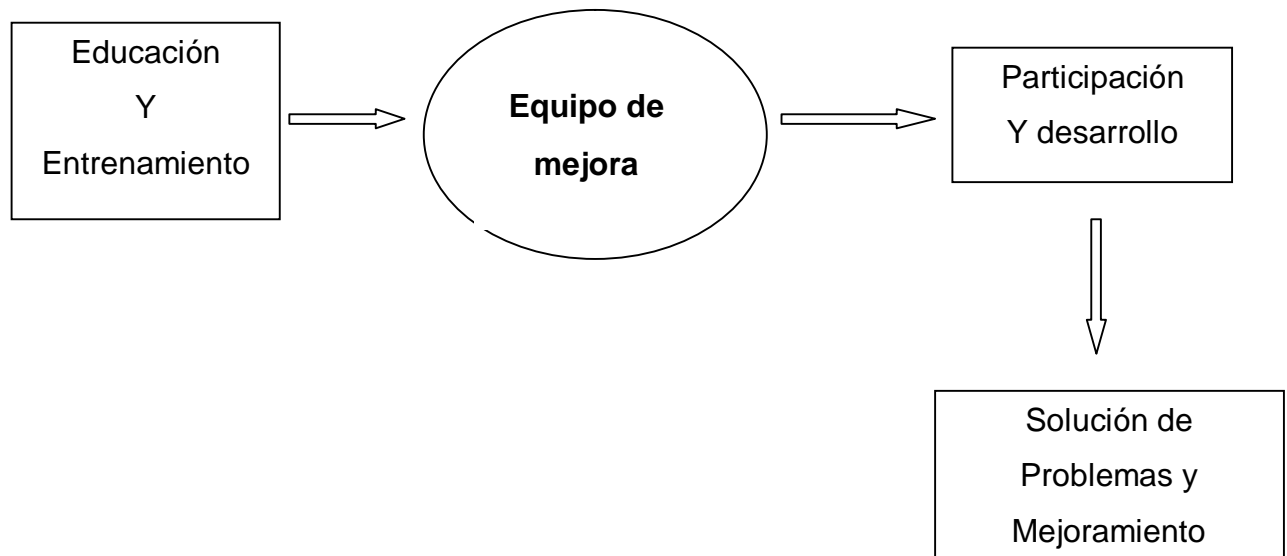 Educación
Y
Entrenamiento
Equipo de
mejora
Participación
Y desarrollo
Solución de
Problemas y
Mejoramiento